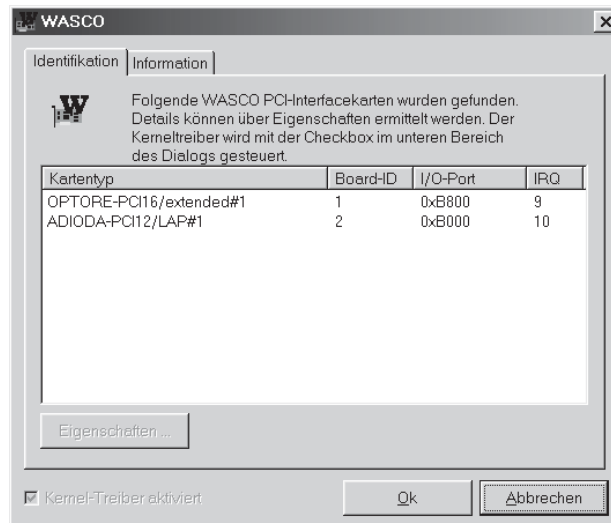 WASCO
Identifikation Information
Folgende WASCO PCI-Interfacekarten wurden gefunden.
Details können über Eigenschaften ermittelt werden. Der
Kerneltreiber wird mit der Checkbox im unteren Bereich
des Dialogs gesteuert.
Kartentyp Board-ID I/O-Port IRQ
OPTORE-PCI16/extended#1 1 0xB800 9
ADIODA-PCI12/LAP#1 2 0xB000 10
Eigenschaften ...
Kernel-Treiber aktiviert Ok Abbrechen